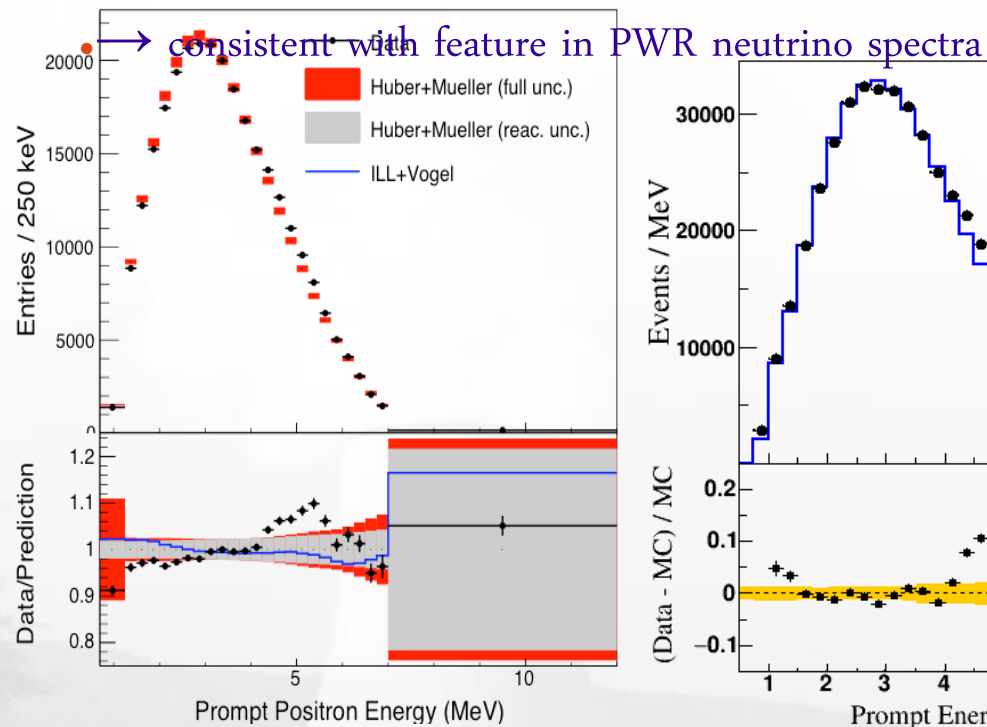 → consistent with feature in PWR neutrino spectra
Data
Huber+Mueller (full unc.)
Huber+Mueller (reac. unc.)
ILL+Vogel
Entries / 250 keV
20000
15000
10000
5000
0
Data/Prediction
1.2
1.1
1
0.9
0.8
5
10
Prompt Positron Energy (MeV)
Events / MeV
30000
20000
10000
(Data - MC) / MC
0.2
0.1
0
−0.1
1
2
3
4
Prompt Ener